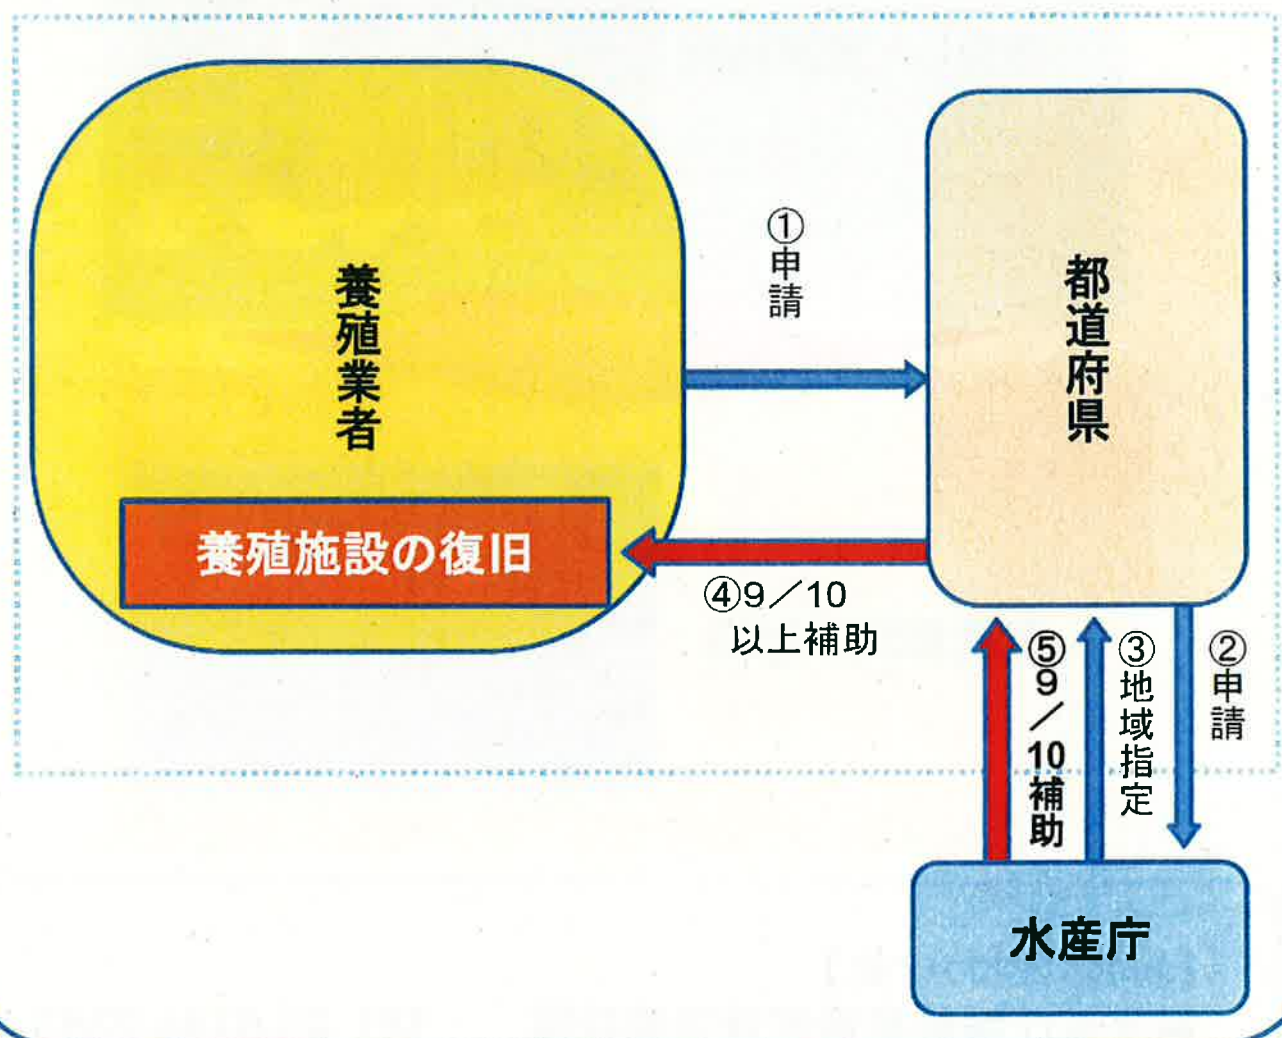 養殖業者
①申請
都道府県
養殖施設の復旧
④9／10
以上補助
⑤9／10補助
③地域指定
②申請
水産庁